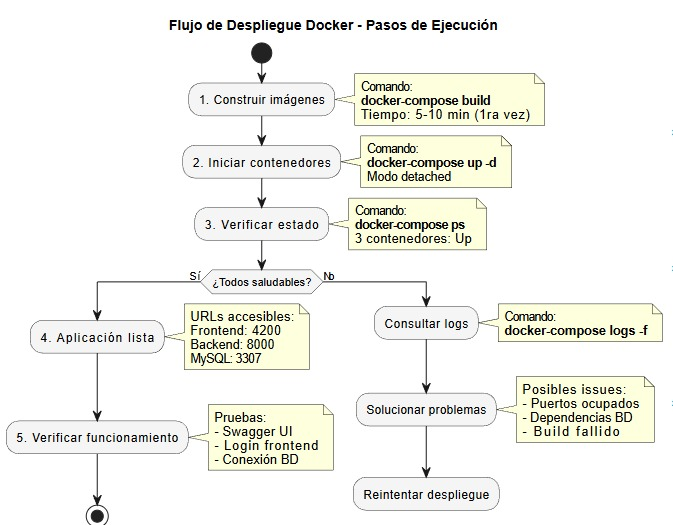 Flujo de Despliegue Docker - Pasos de Ejecución
1. Construir imágenes
Comando:
docker-compose build
Tiempo: 5-10 min (1ra vez)
2. Iniciar contenedores
Comando:
docker-compose up -d
Modo detached
3. Verificar estado
Comando:
docker-compose ps
3 contenedores: Up
Sí
¿Todos saludables?
No
4. Aplicación lista
URLs accesibles:
Frontend: 4200
Backend: 8000
MySQL: 3307
Consultar logs
Comando:
docker-compose logs -f
5. Verificar funcionamiento
Pruebas:
- Swagger UI
- Login frontend
- Conexión BD
Solucionar problemas
Posibles issues:
- Puertos ocupados
- Dependencias BD
- Build fallido
Reintentar despliegue